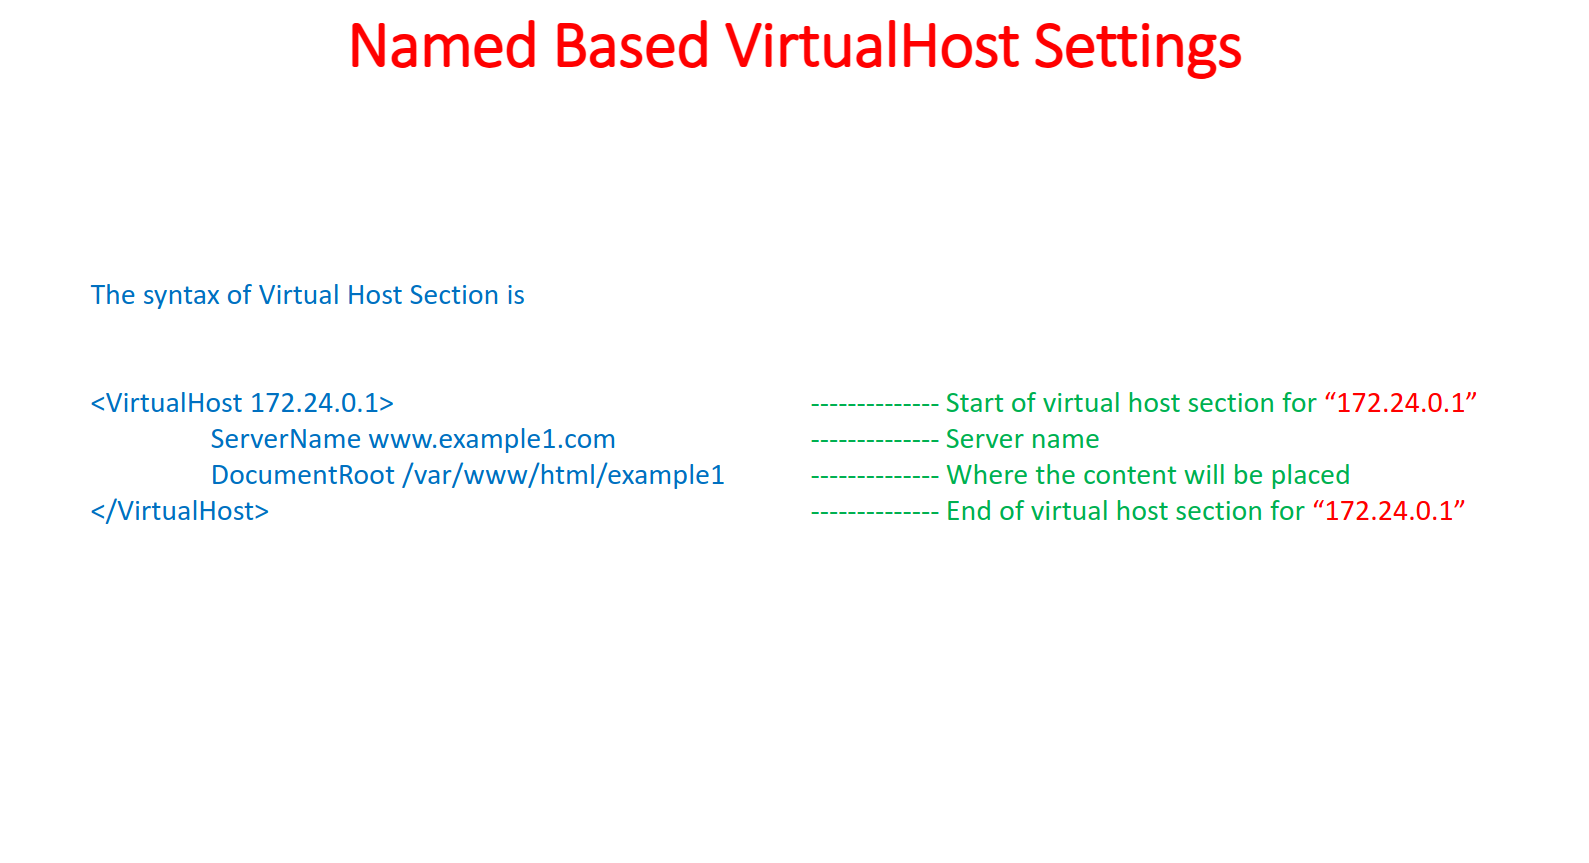 Named Based VirtualHost Settings
The syntax of Virtual Host Section is
<VirtualHost 172.24.0.1> -------------- Start of virtual host section for “172.24.0.1”
ServerName www.example1.com -------------- Server name
DocumentRoot /var/www/html/example1 -------------- Where the content will be placed
</VirtualHost> -------------- End of virtual host section for “172.24.0.1”